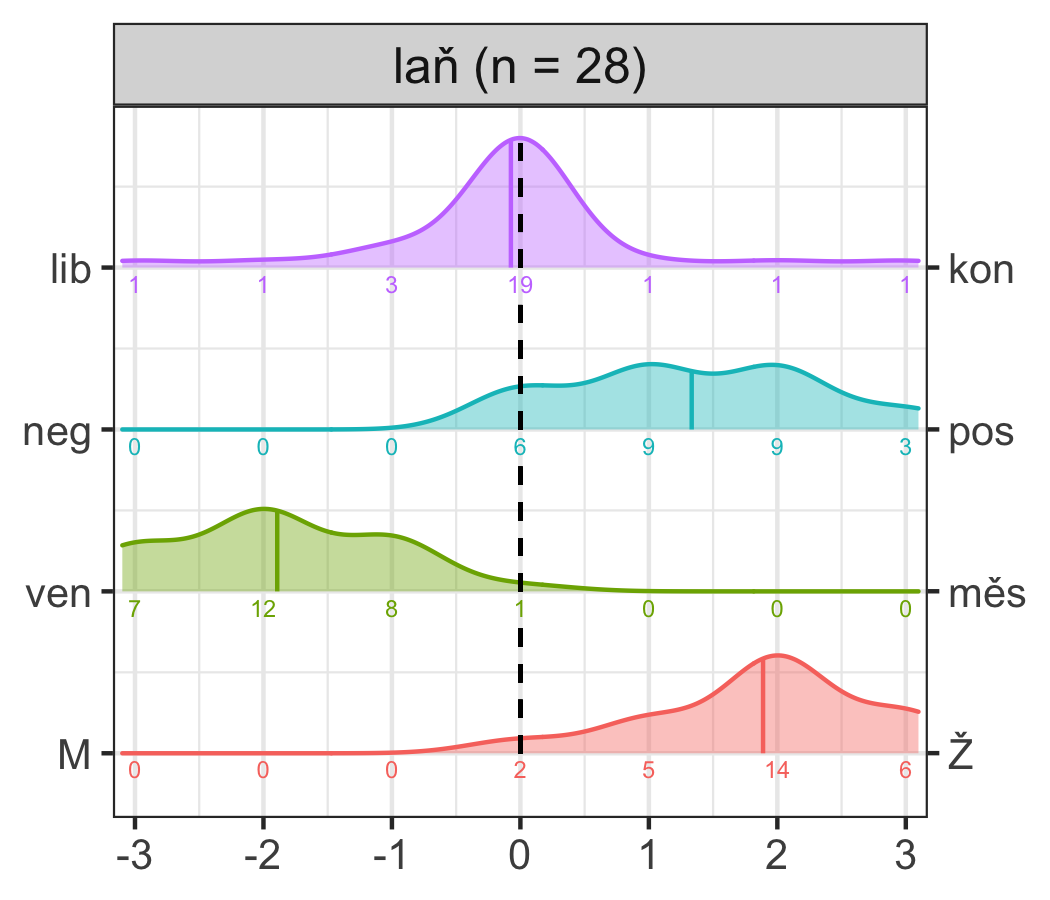 laň (n = 28)
lib kon
1 1 3 19 1 1 1
neg pos
0 0 0 6 9 9 3
ven měs
7 12 8 1 0 0 0
M Ž
0 0 0 2 5 14 6
-3 -2 -1 0 1 2 3